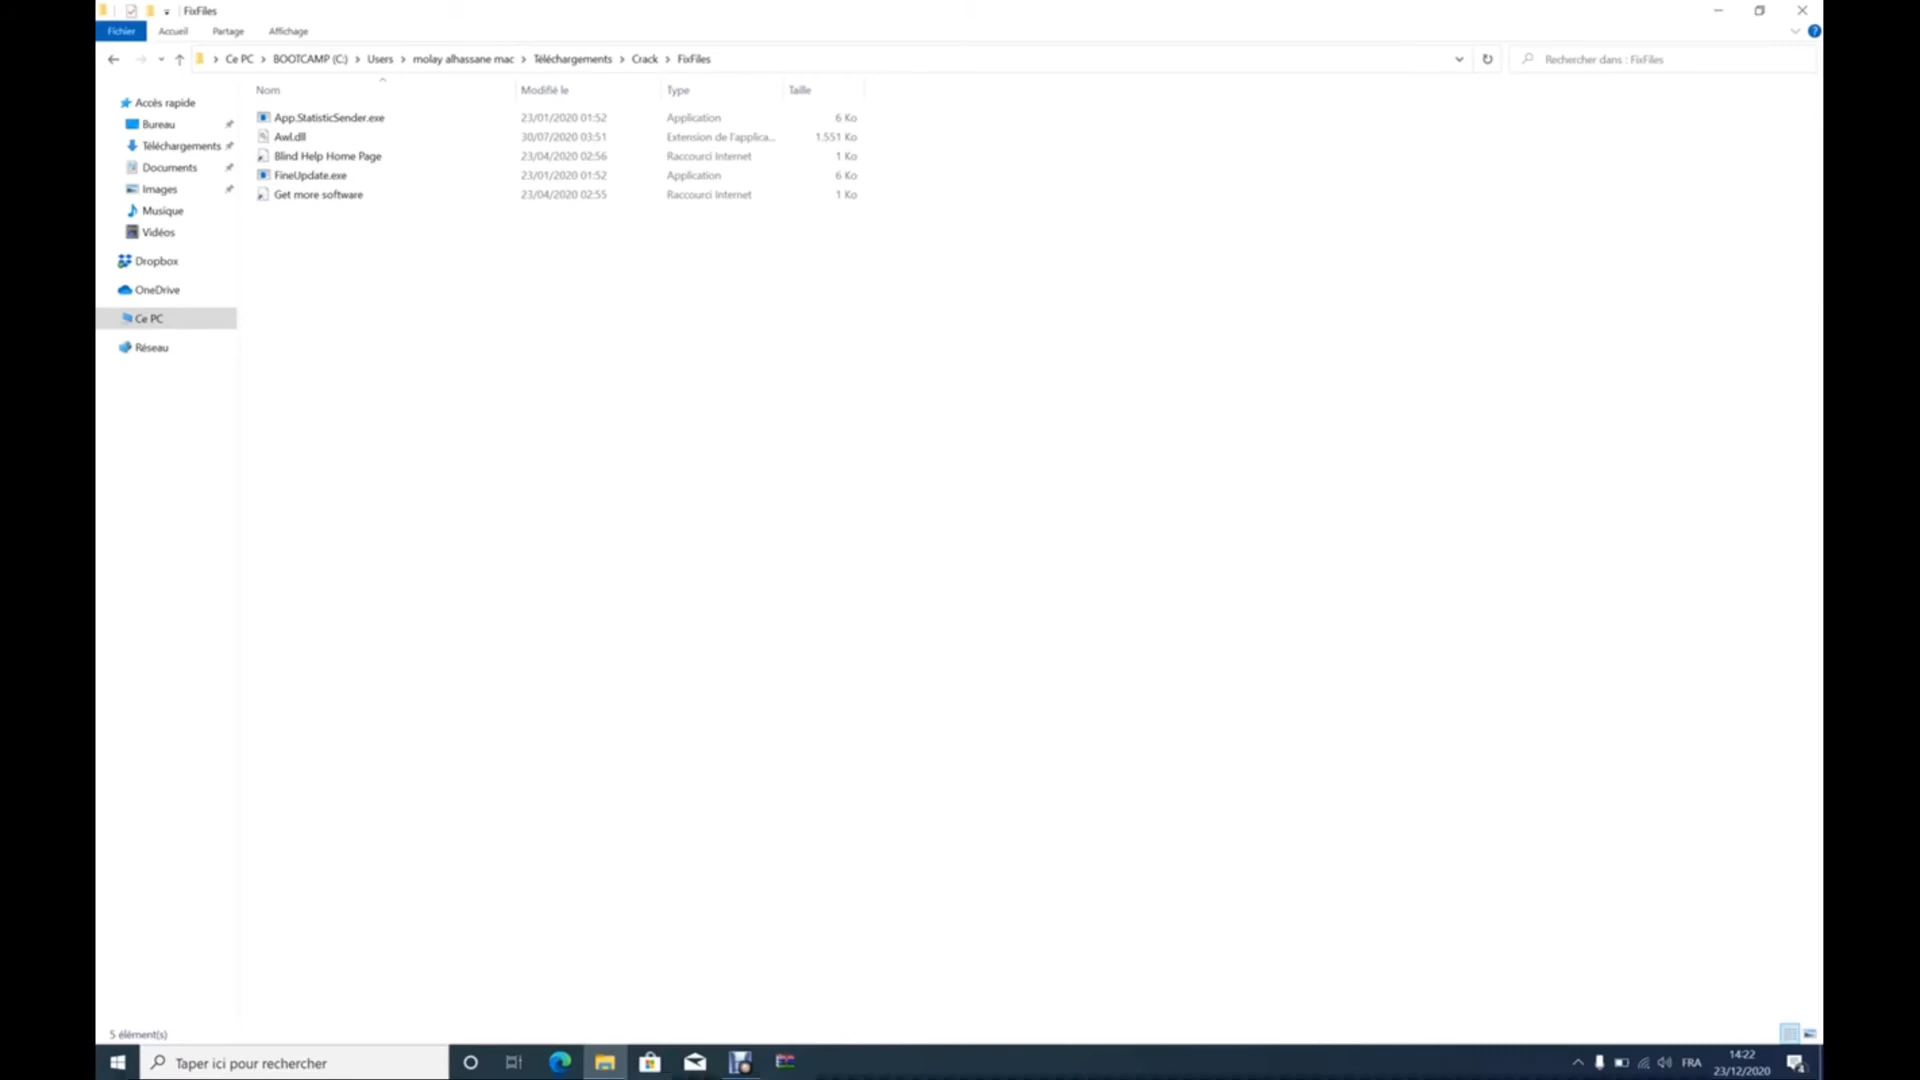 FixFiles
Fichier Accueil Partage Affichage
Ce PC > BOOTCAMP (C:) > Users > molay alhassane mac > Téléchargements > Crack > FixFiles
Rechercher dans : FixFiles
Nom Modifié le Type Taille
Accès rapide
Bureau
Téléchargements
Documents
Images
Musique
Vidéos
Dropbox
OneDrive
Ce PC
Réseau
App.StatisticSender.exe 23/01/2020 01:52 Application 6 Ko
Awl.dll 30/07/2020 03:51 Extension de l'applica... 1.551 Ko
Blind Help Home Page 23/04/2020 02:56 Raccourci Internet 1 Ko
FineUpdate.exe 23/01/2020 01:52 Application 6 Ko
Get more software 23/04/2020 02:55 Raccourci Internet 1 Ko
5 élément(s)
Taper ici pour rechercher
FRA
14:22
23/12/2020